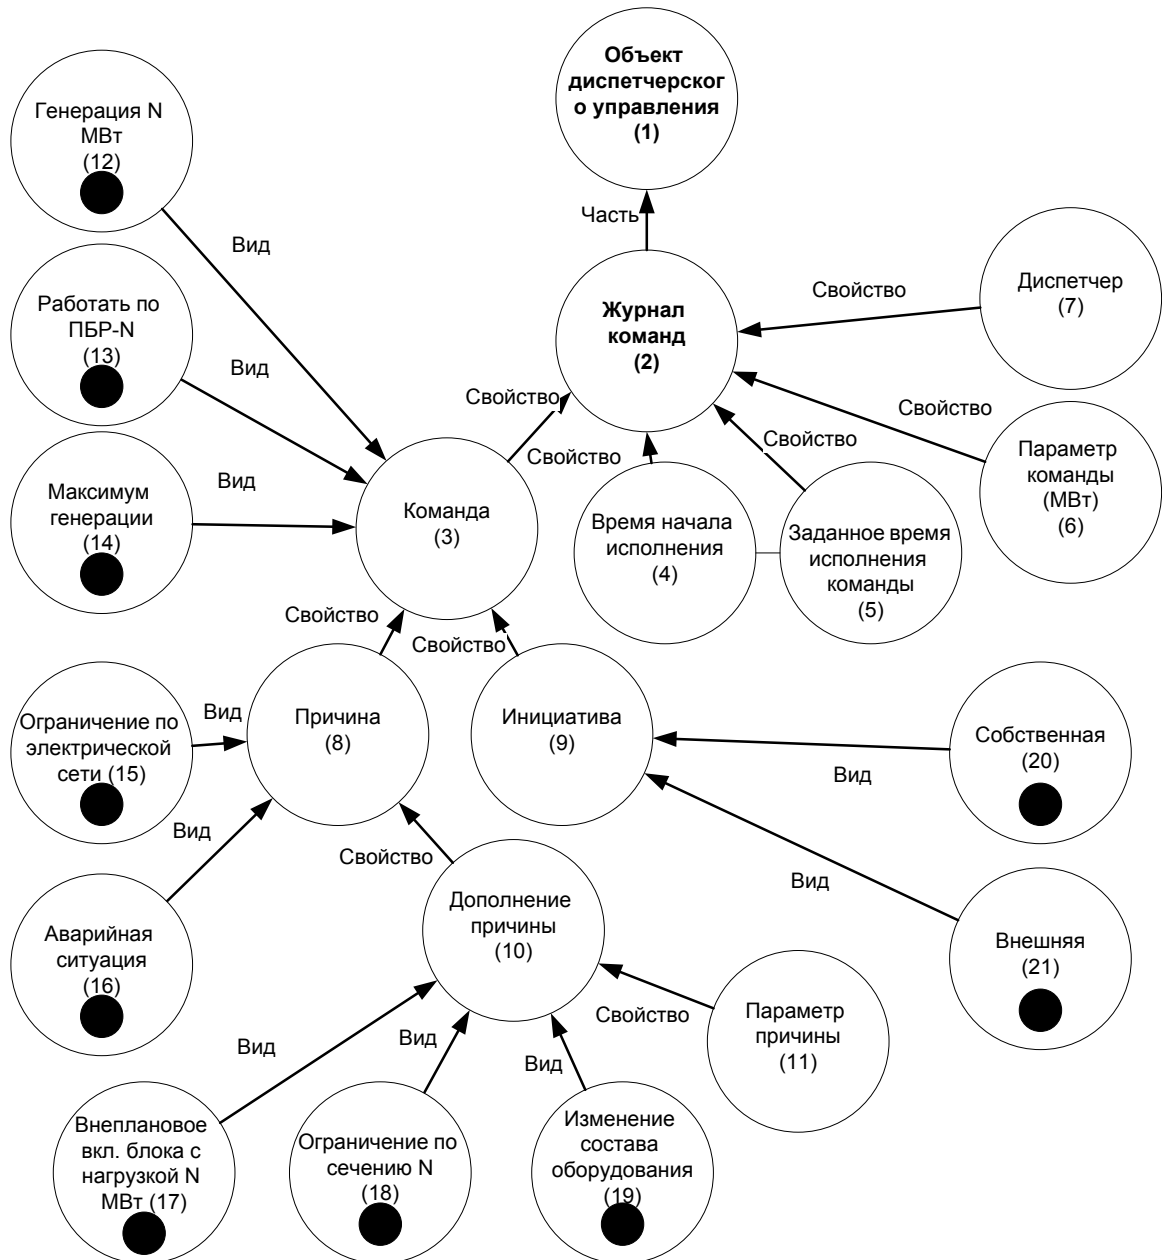 Объект
диспетчерског
о управления
(1)
Генерация N
МВт
(12)
Часть
Вид
Журнал
команд
(2)
Свойство
Диспетчер
(7)
Работать по
ПБР-N
(13)
Вид
Свойство
Свойство
Параметр
команды
(МВт)
(6)
Свойство
Свойство
Максимум
генерации
(14)
Вид
Команда
(3)
Время начала
исполнения
(4)
Заданное время
исполнения
команды
(5)
Свойство
Свойство
Ограничение по
электрической
сети (15)
Вид
Причина
(8)
Инициатива
(9)
Собственная
(20)
Вид
Вид
Свойство
Вид
Аварийная
ситуация
(16)
Дополнение
причины
(10)
Внешняя
(21)
Параметр
причины
(11)
Свойство
Вид
Вид
Вид
Внеплановое
вкл. блока с
нагрузкой N
МВт (17)
Ограничение по
сечению N
(18)
Изменение
состава
оборудования
(19)